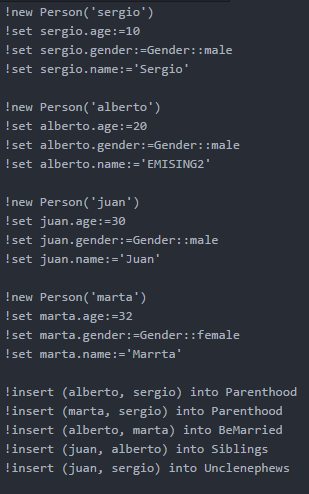 !new Person('sergio')
!set sergio.age:=10
!set sergio.gender:=Gender::male
!set sergio.name:='Sergio'
!new Person('alberto')
!set alberto.age:=20
!set alberto.gender:=Gender::male
!set alberto.name:='EMISING2'
!new Person('juan')
!set juan.age:=30
!set juan.gender:=Gender::male
!set juan.name:='Juan'
!new Person('marta')
!set marta.age:=32
!set marta.gender:=Gender::female
!set marta.name:='Marrta'
!insert (alberto, sergio) into Parenthood
!insert (marta, sergio) into Parenthood
!insert (alberto, marta) into BeMarried
!insert (juan, alberto) into Siblings
!insert (juan, sergio) into Unclenephews